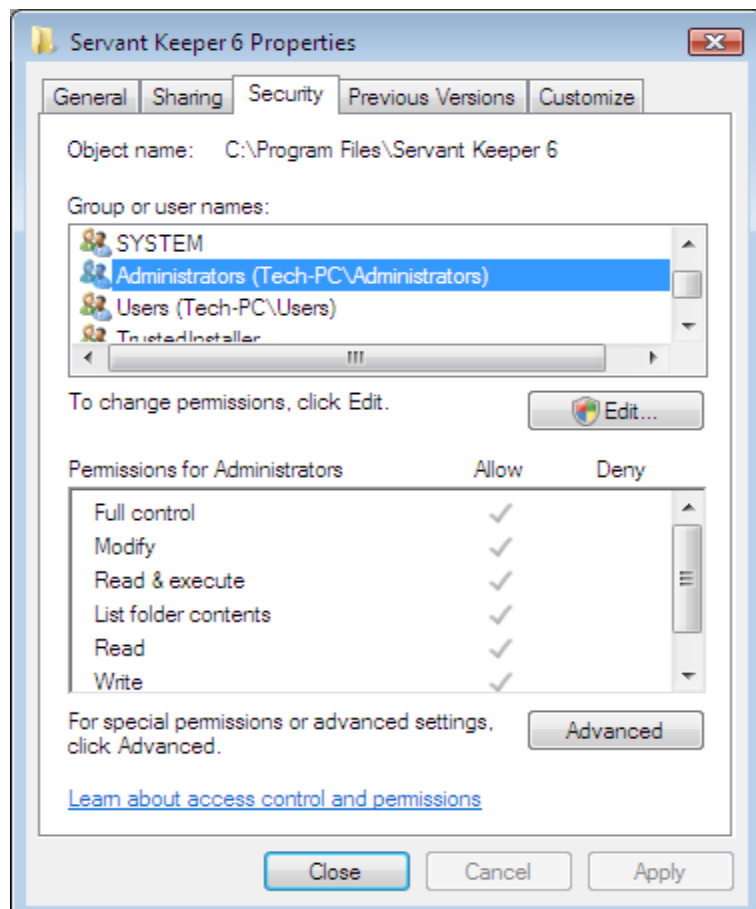 Servant Keeper 6 Properties
General Sharing Security Previous Versions Customize
Object name: C:\Program Files\Servant Keeper 6
Group or user names:
SYSTEM
Administrators (Tech-PC\Administrators)
Users (Tech-PC\Users)
TrustedInstaller
To change permissions, click Edit.
Edit...
Permissions for Administrators Allow Deny
Full control
Modify
Read & execute
List folder contents
Read
Write
For special permissions or advanced settings,
click Advanced.
Advanced
Learn about access control and permissions
Close Cancel Apply